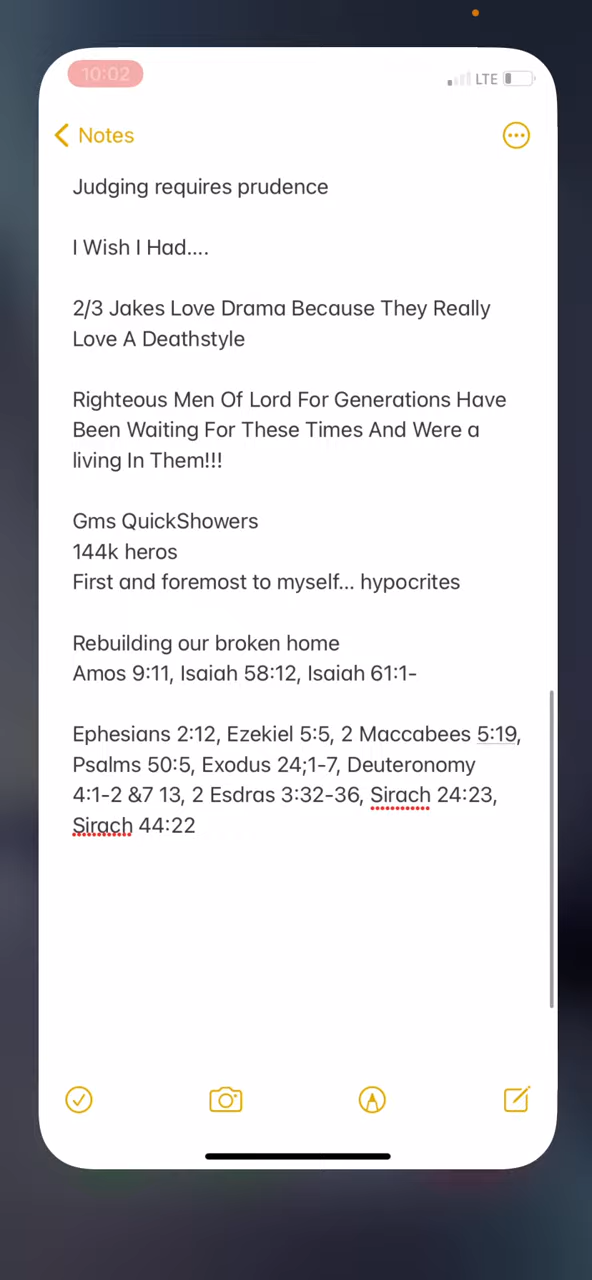 10:02
LTE
Notes
Judging requires prudence
I Wish I Had....
2/3 Jakes Love Drama Because They Really
Love A Deathstyle
Righteous Men Of Lord For Generations Have
Been Waiting For These Times And Were a
living In Them!!!
Gms QuickShowers
144k heros
First and foremost to myself... hypocrites
Rebuilding our broken home
Amos 9:11, Isaiah 58:12, Isaiah 61:1-
Ephesians 2:12, Ezekiel 5:5, 2 Maccabees 5:19,
Psalms 50:5, Exodus 24;1-7, Deuteronomy
4:1-2 &7 13, 2 Esdras 3:32-36, Sirach 24:23,
Sirach 44:22